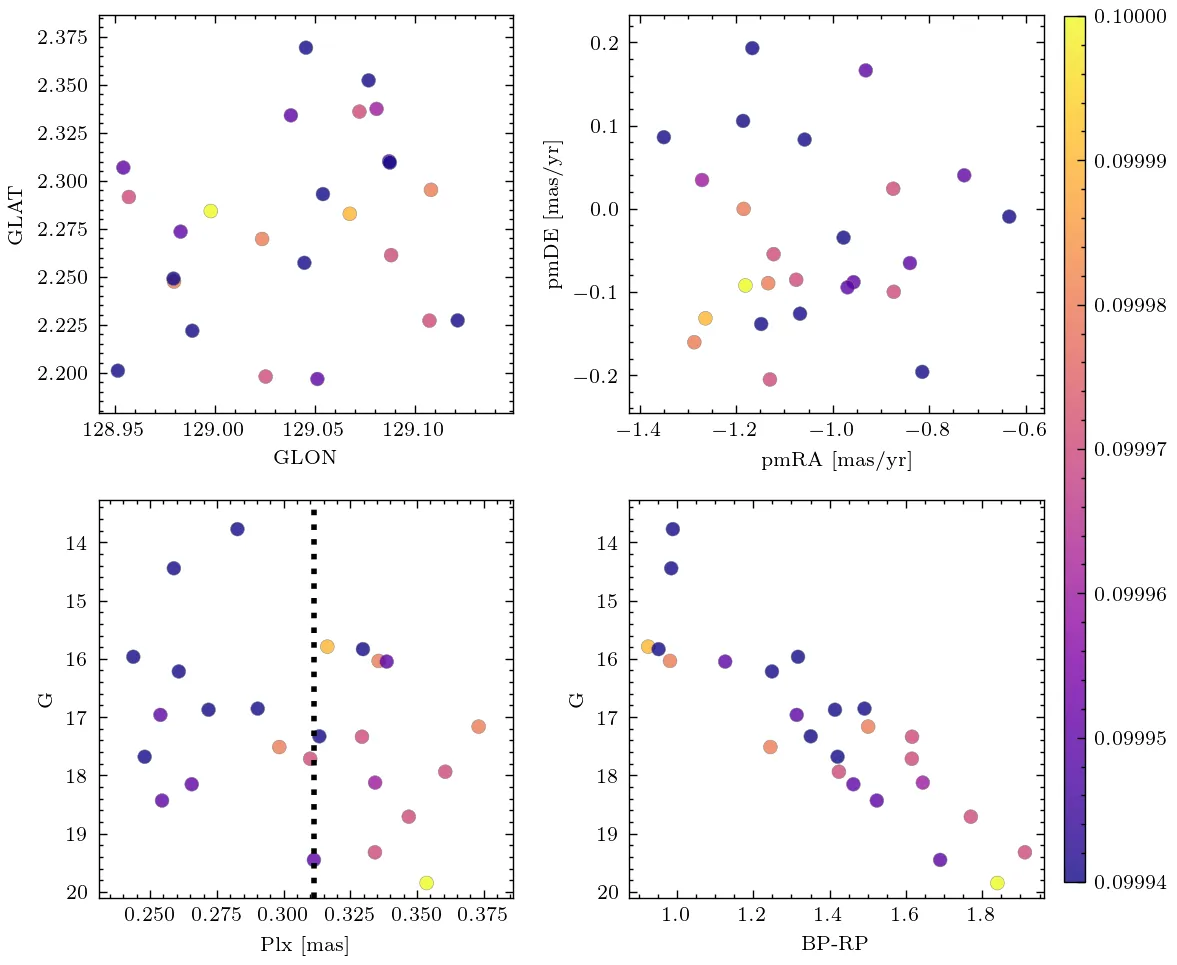 2.375
2.350
2.325
2.300
2.275
2.250
2.225
2.200
GLAT
128.95 129.00 129.05 129.10
GLON
0.2
0.1
0.0
−0.1
−0.2
pmDE [mas/yr]
−1.4 −1.2 −1.0 −0.8 −0.6
pmRA [mas/yr]
0.10000
0.09999
0.09998
0.09997
0.09996
0.09995
0.09994
14
15
16
17
18
19
20
G
0.250 0.275 0.300 0.325 0.350 0.375
Plx [mas]
14
15
16
17
18
19
20
G
1.0 1.2 1.4 1.6 1.8
BP-RP